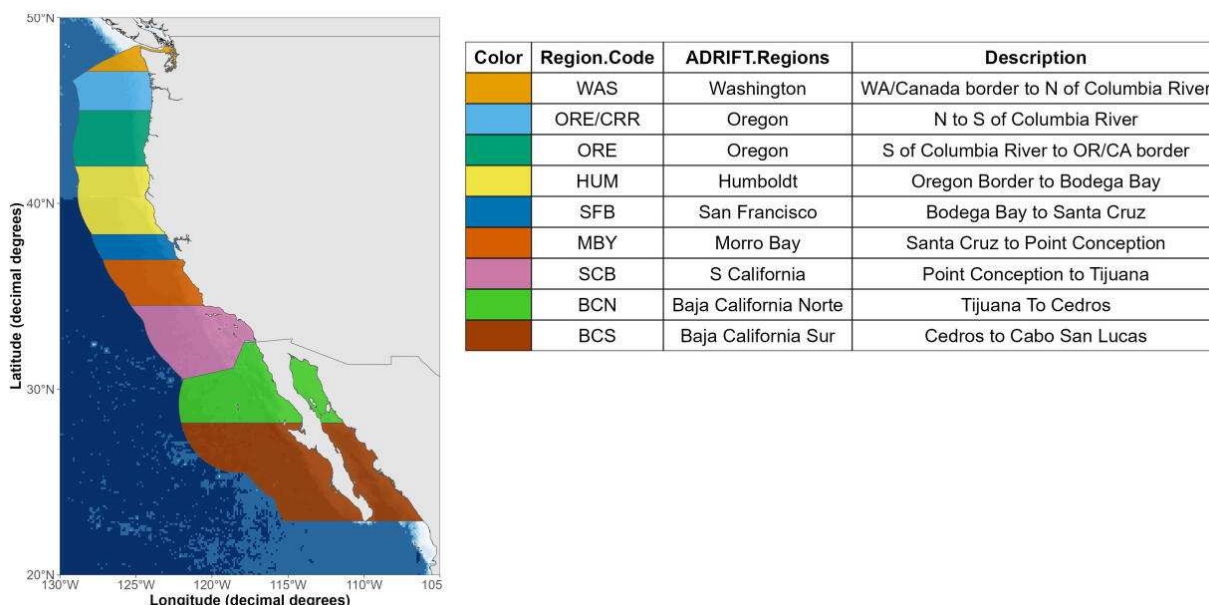 50°N
40°N
30°N
20°N
130°W 125°W 120°W 115°W 110°W 105
Longitude (decimal degrees)
Latitude (decimal degrees)
Color Region.Code ADRIFT.Regions Description
WAS Washington WA/Canada border to N of Columbia River
ORE/CRR Oregon N to S of Columbia River
ORE Oregon S of Columbia River to OR/CA border
HUM Humboldt Oregon Border to Bodega Bay
SFB San Francisco Bodega Bay to Santa Cruz
MBY Morro Bay Santa Cruz to Point Conception
SCB S California Point Conception to Tijuana
BCN Baja California Norte Tijuana To Cedros
BCS Baja California Sur Cedros to Cabo San Lucas